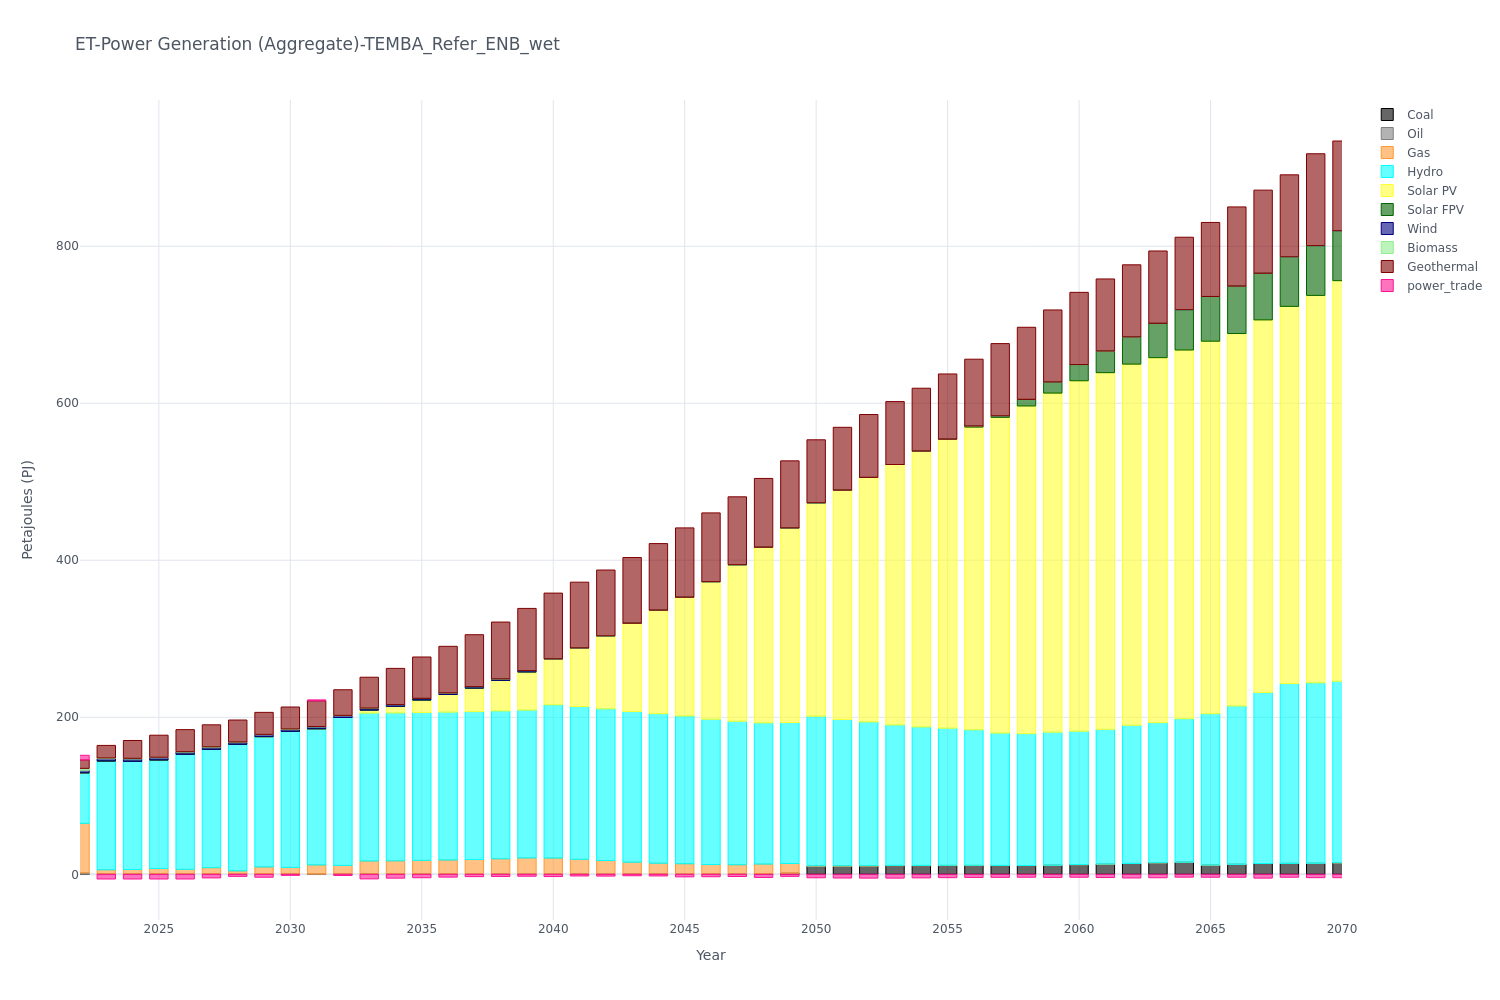 ET-Power Generation (Aggregate)-TEMBA_Refer_ENB_wet
Coal
Oil
Gas
Hydro
Solar PV
Solar FPV
Wind
Biomass
Geothermal
power_trade
800
600
400
200
0
Petajoules (PJ)
2025 2030 2035 2040 2045 2050 2055 2060 2065 2070
Year